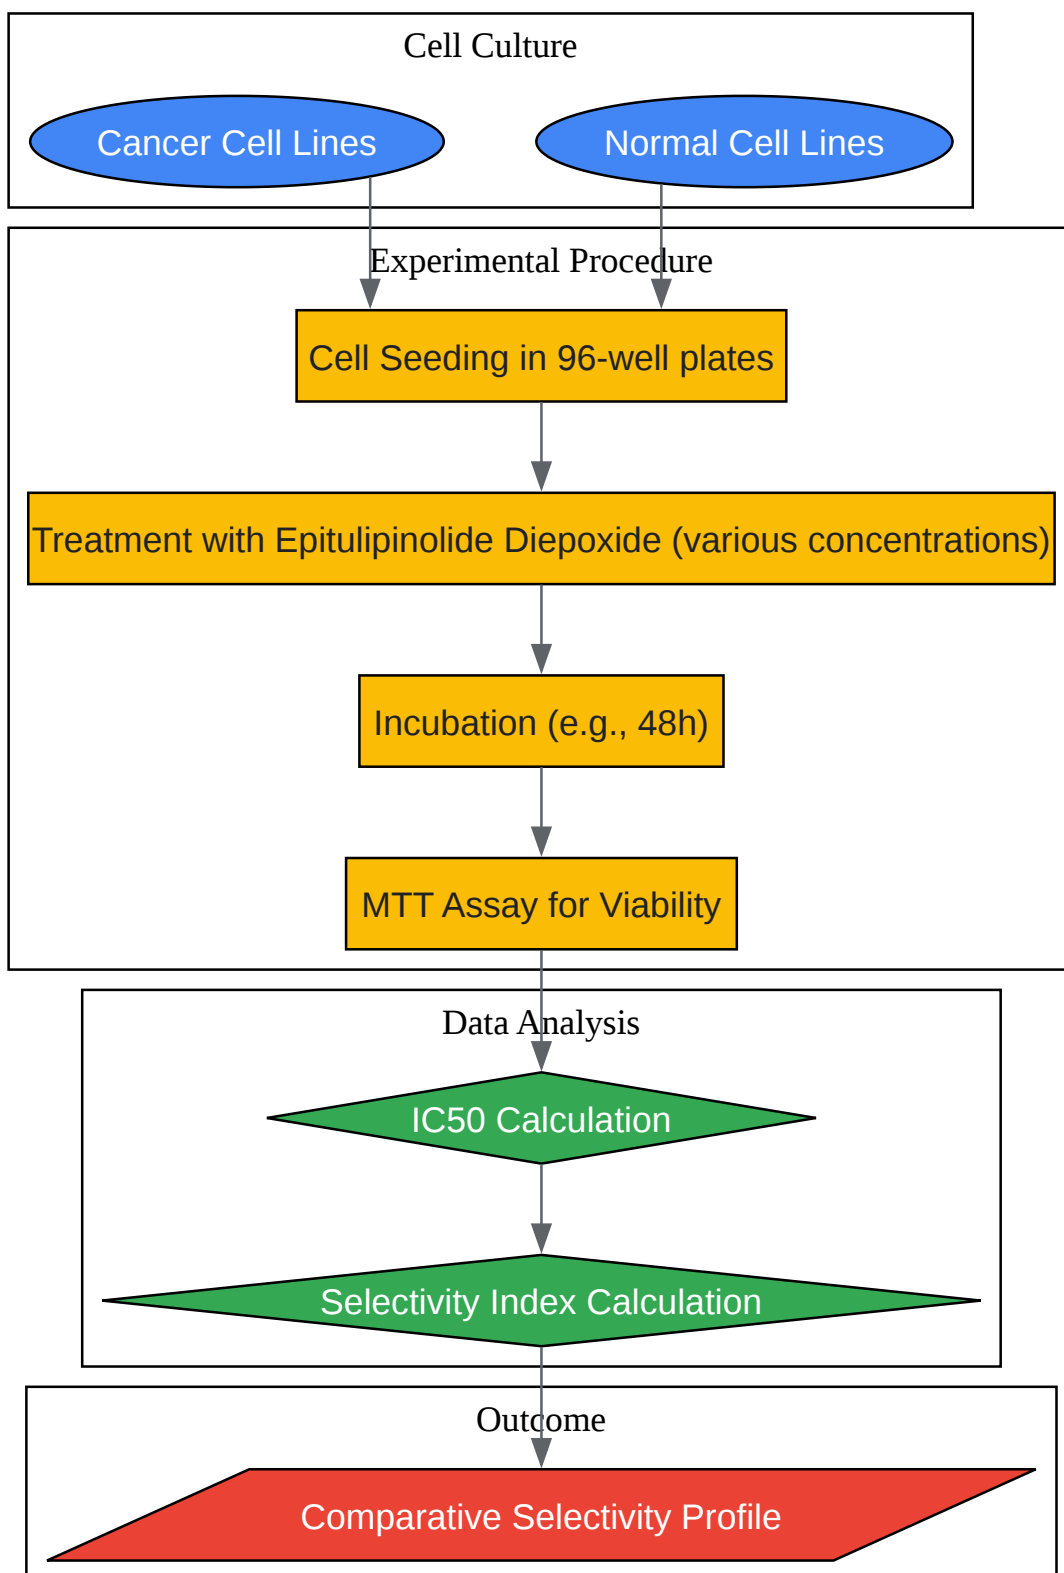 Cell Culture
Cancer Cell Lines
Normal Cell Lines
Experimental Procedure
Cell Seeding in 96-well plates
Treatment with Epitulipinolide Diepoxide (various concentrations)
Incubation (e.g., 48h)
MTT Assay for Viability
Data Analysis
IC50 Calculation
Selectivity Index Calculation
Outcome
Comparative Selectivity Profile